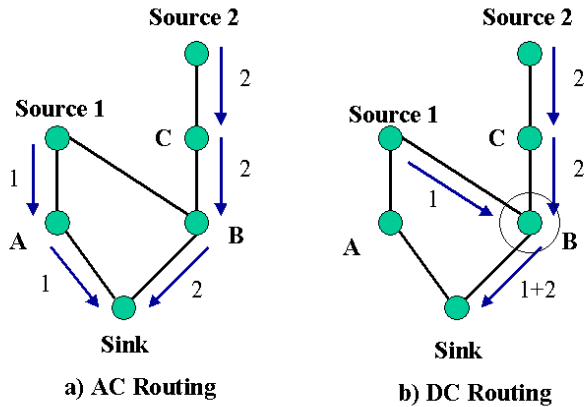 Source 2
2
Source 1
C
1
2
A
B
1
2
Sink
a) AC Routing
Source 2
2
Source 1
C
1
2
A
B
1+2
Sink
b) DC Routing